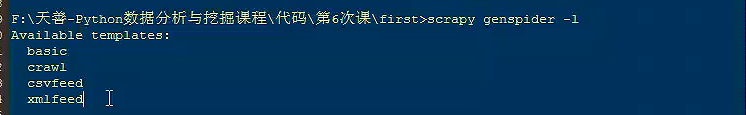 F:\天善-Python数据分析与挖掘课程\代码\第6次课\first>scrapy genspider -l
Available templates:
basic
crawl
csvfeed
xmlfeed